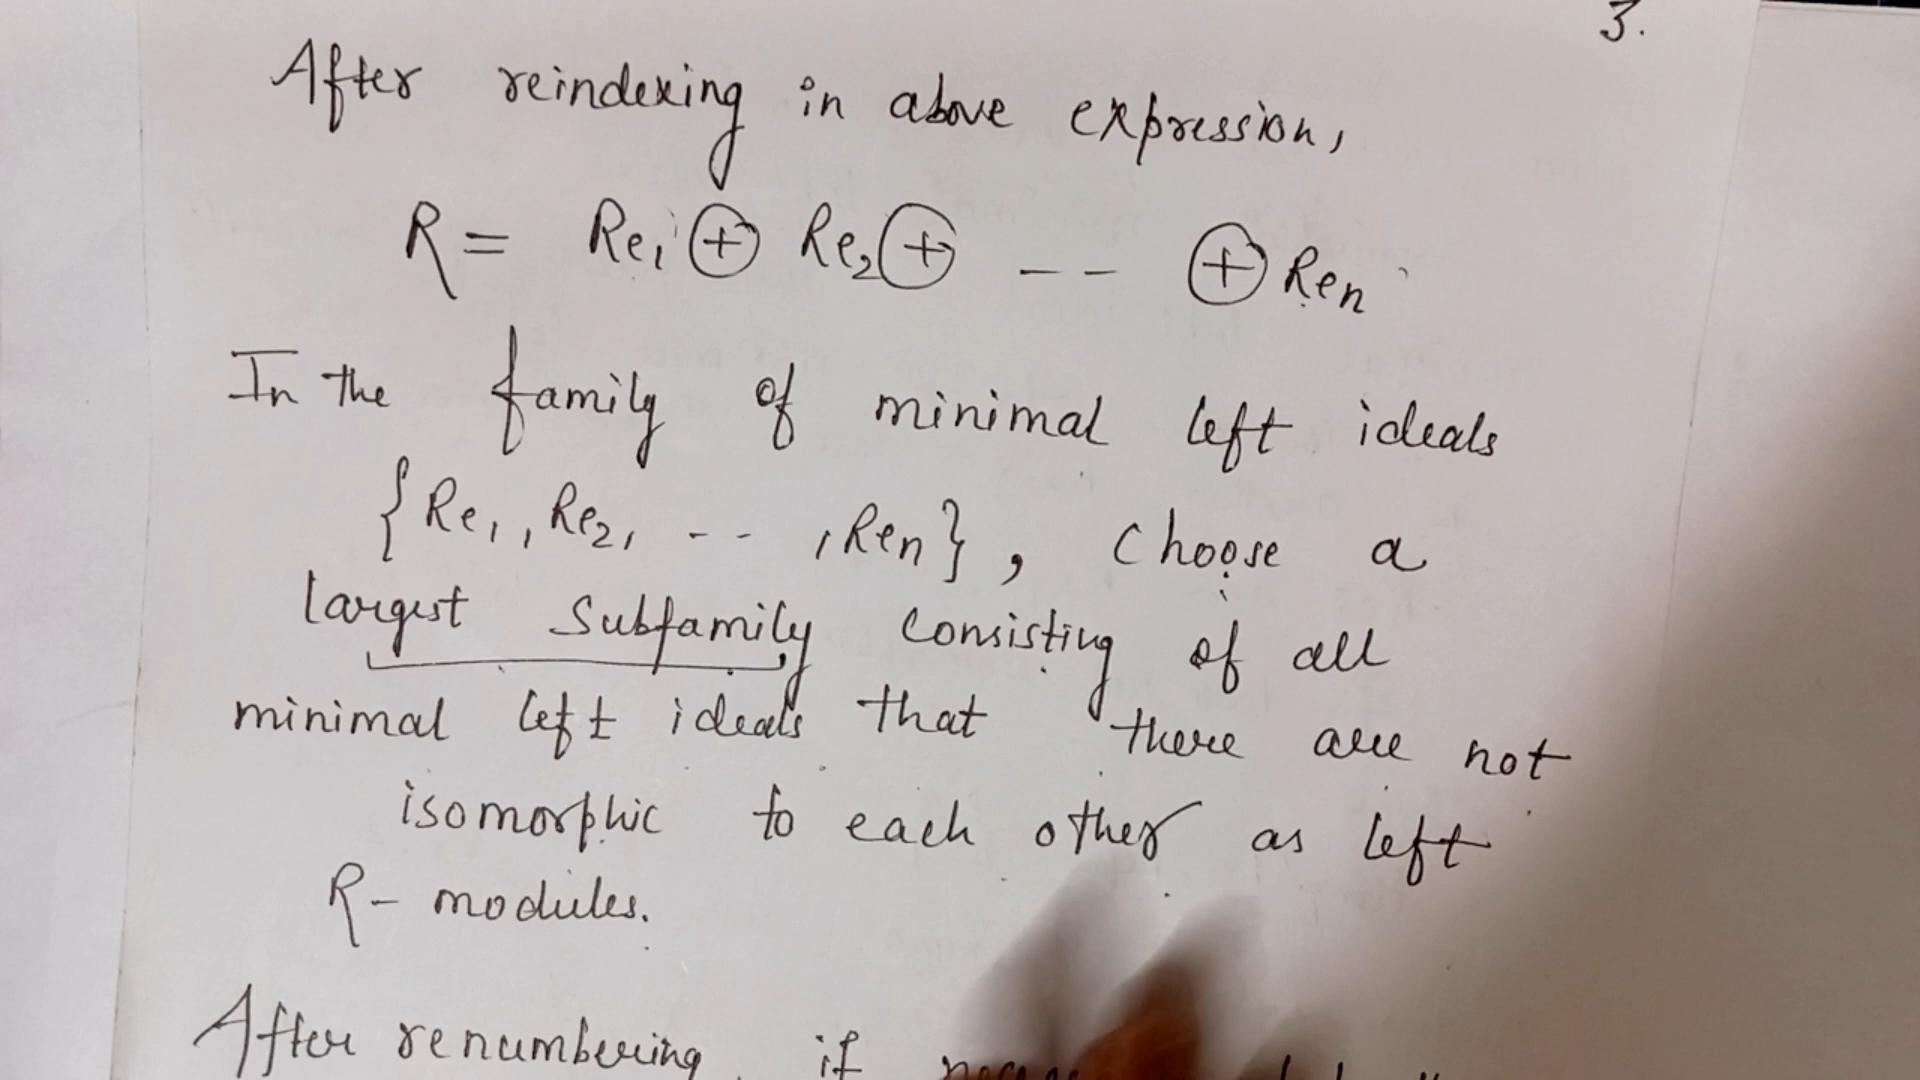 3.
After reindexing in above expression,
R = Re₁ ⊕ Re₂ ⊕ -- ⊕ Ren
In the family of minimal left ideals
{Re₁, Re₂, -- , Ren}, choose a
largest subfamily consisting of all
minimal left ideals that there are not
isomorphic to each other as left
R- modules.
After renumbering, if